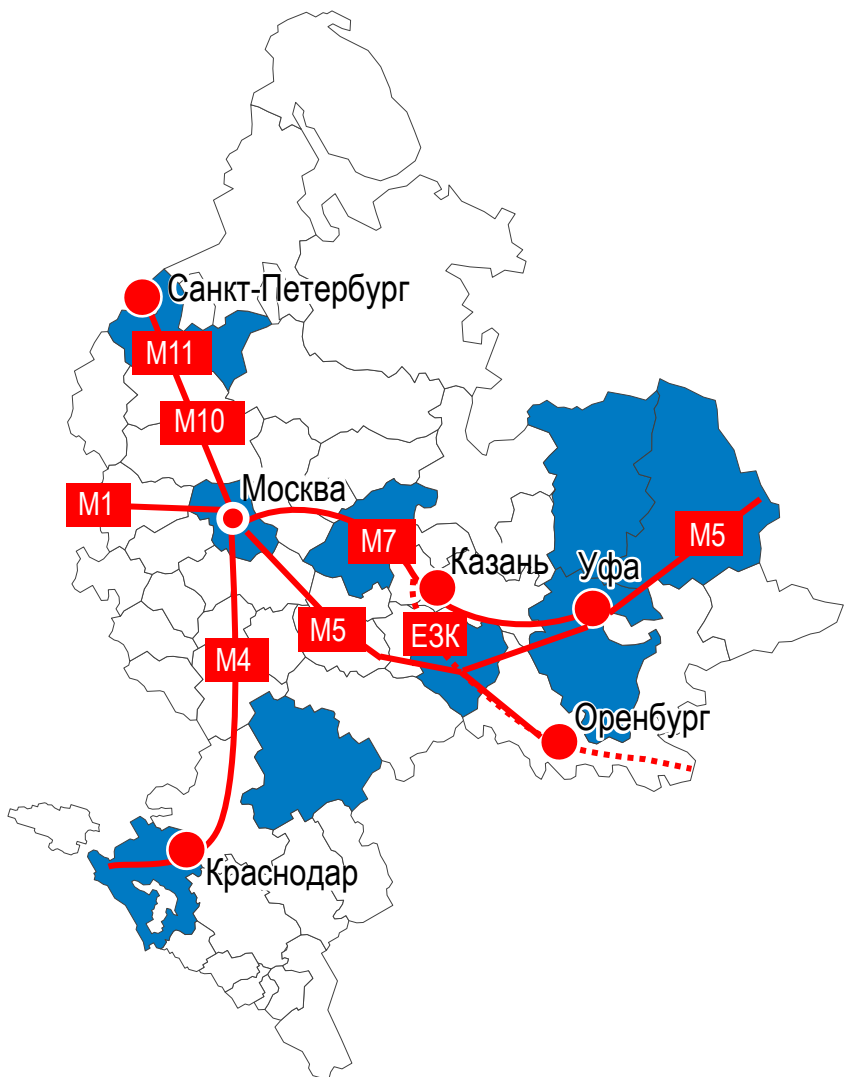 Санкт-Петербург
М11
М10
Москва
М1
М7
М5
Казань
Уфа
М5
ЕЗК
М4
Оренбург
Краснодар